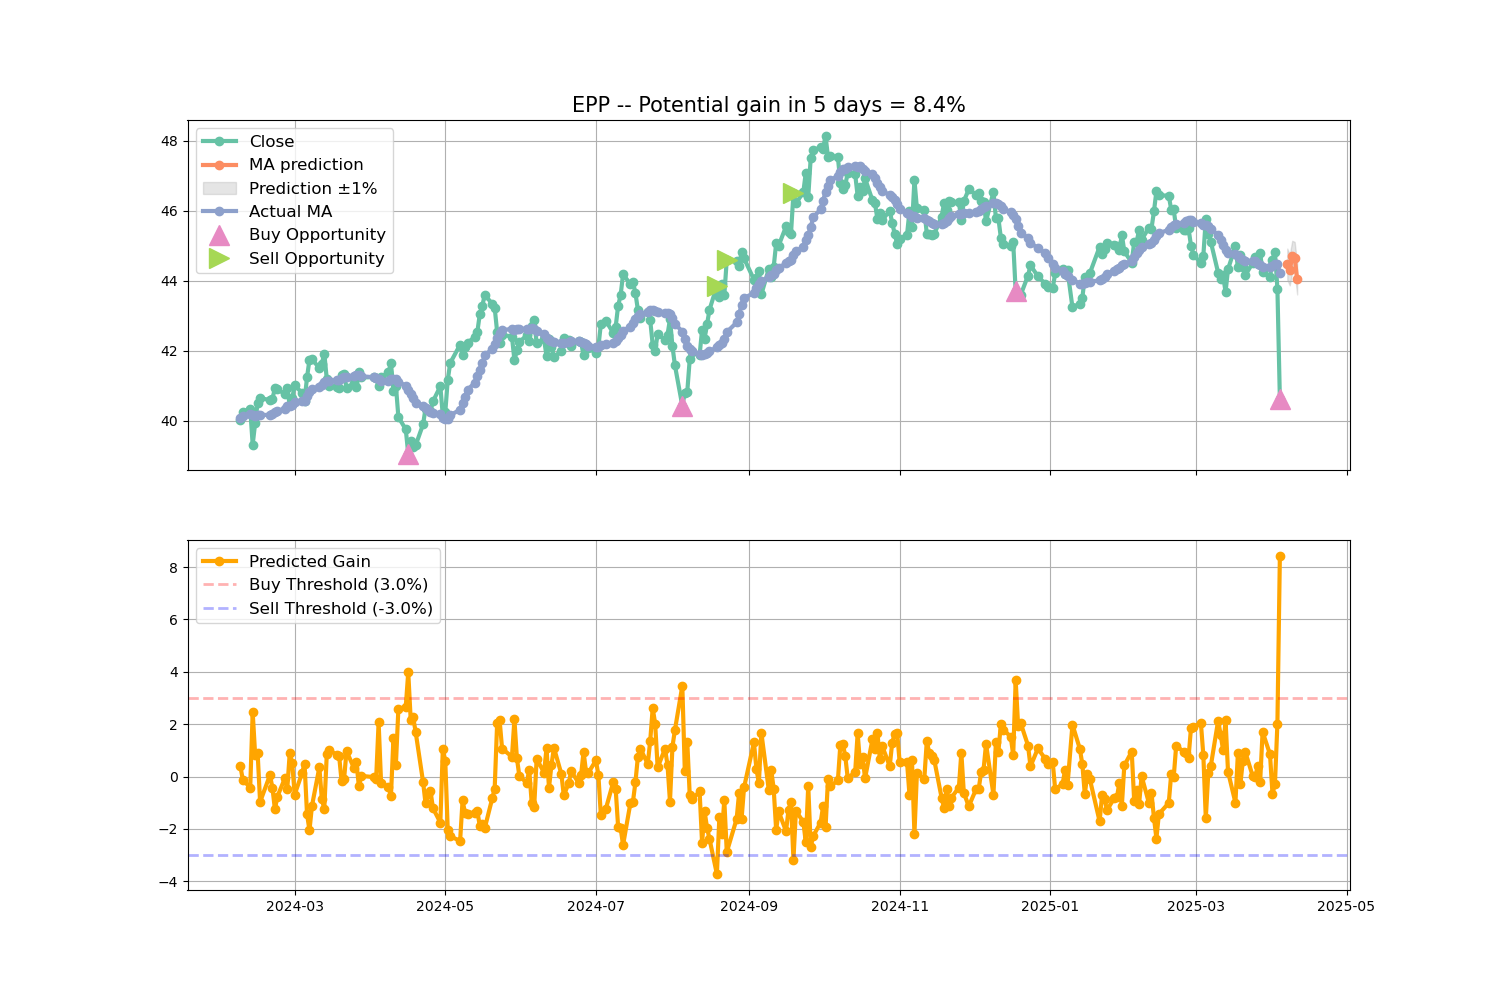 EPP -- Potential gain in 5 days = 8.4%
48
46
44
42
40
Close
MA prediction
Prediction ±1%
Actual MA
Buy Opportunity
Sell Opportunity
8
6
4
2
0
−2
−4
Predicted Gain
Buy Threshold (3.0%)
Sell Threshold (-3.0%)
2024-03
2024-05
2024-07
2024-09
2024-11
2025-01
2025-03
2025-05